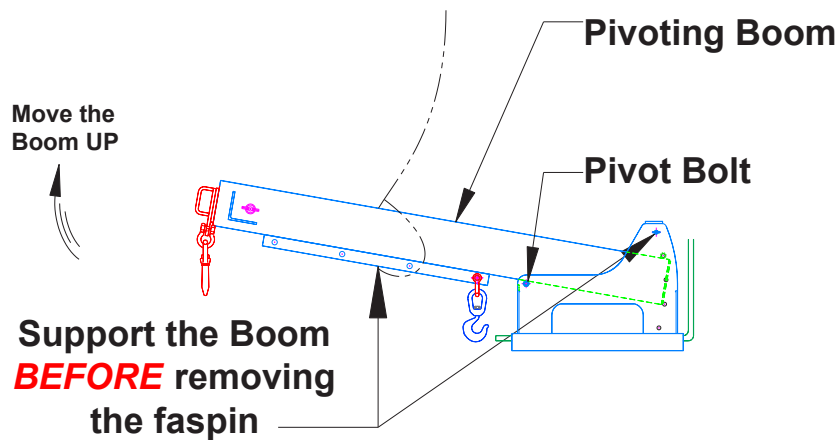 Pivoting Boom
Move the
Boom UP
Pivot Bolt
Support the Boom
BEFORE removing
the faspin